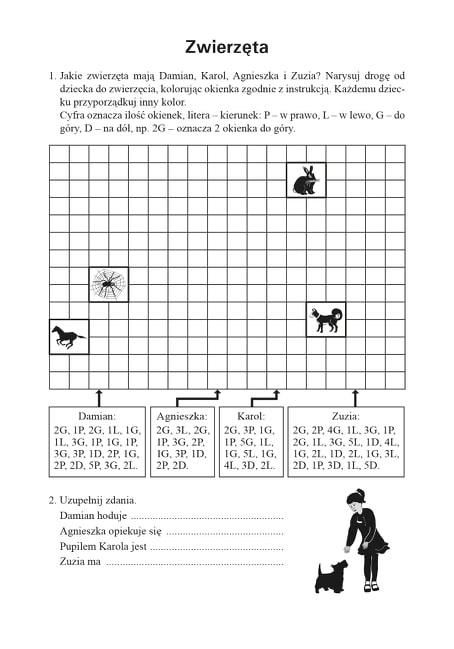 Zwierzęta
1. Jakie zwierzęta mają Damian, Karol, Agnieszka i Zuzia? Narysuj drogę od
dziecka do zwierzęcia, kolorując okienka zgodnie z instrukcją. Każdemu dziec-
ku przyporządkuj inny kolor.
Cyfra oznacza ilość okienek, litera – kierunek: P – w prawo, L – w lewo, G – do
góry, D – na dól, np. 2G – oznacza 2 okienka do góry.
Damian:
2G, 1P, 2G, 1L, 1G,
1L, 3G, 1P, 1G, 1P,
3G, 3P, 1D, 2P, 1G,
2P, 2D, 5P, 3G, 2L.
Agnieszka:
2G, 3L, 2G,
1P, 3G, 2P,
1G, 3P, 1D,
2P, 2D.
Karol:
2G, 3P, 1G,
1P, 5G, 1L,
1G, 5L, 1G,
4L, 3D, 2L.
Zuzia:
2G, 2P, 4G, 1L, 3G, 1P,
2G, 1L, 3G, 5L, 1D, 4L,
1G, 2L, 1D, 2L, 1G, 3L,
2D, 1P, 3D, 1L, 5D.
2. Uzupełnij zdania.
Damian hoduje ......................................................
Agnieszka opiekuje się .........................................
Pupilem Karola jest ...............................................
Zuzia ma ..............................................................